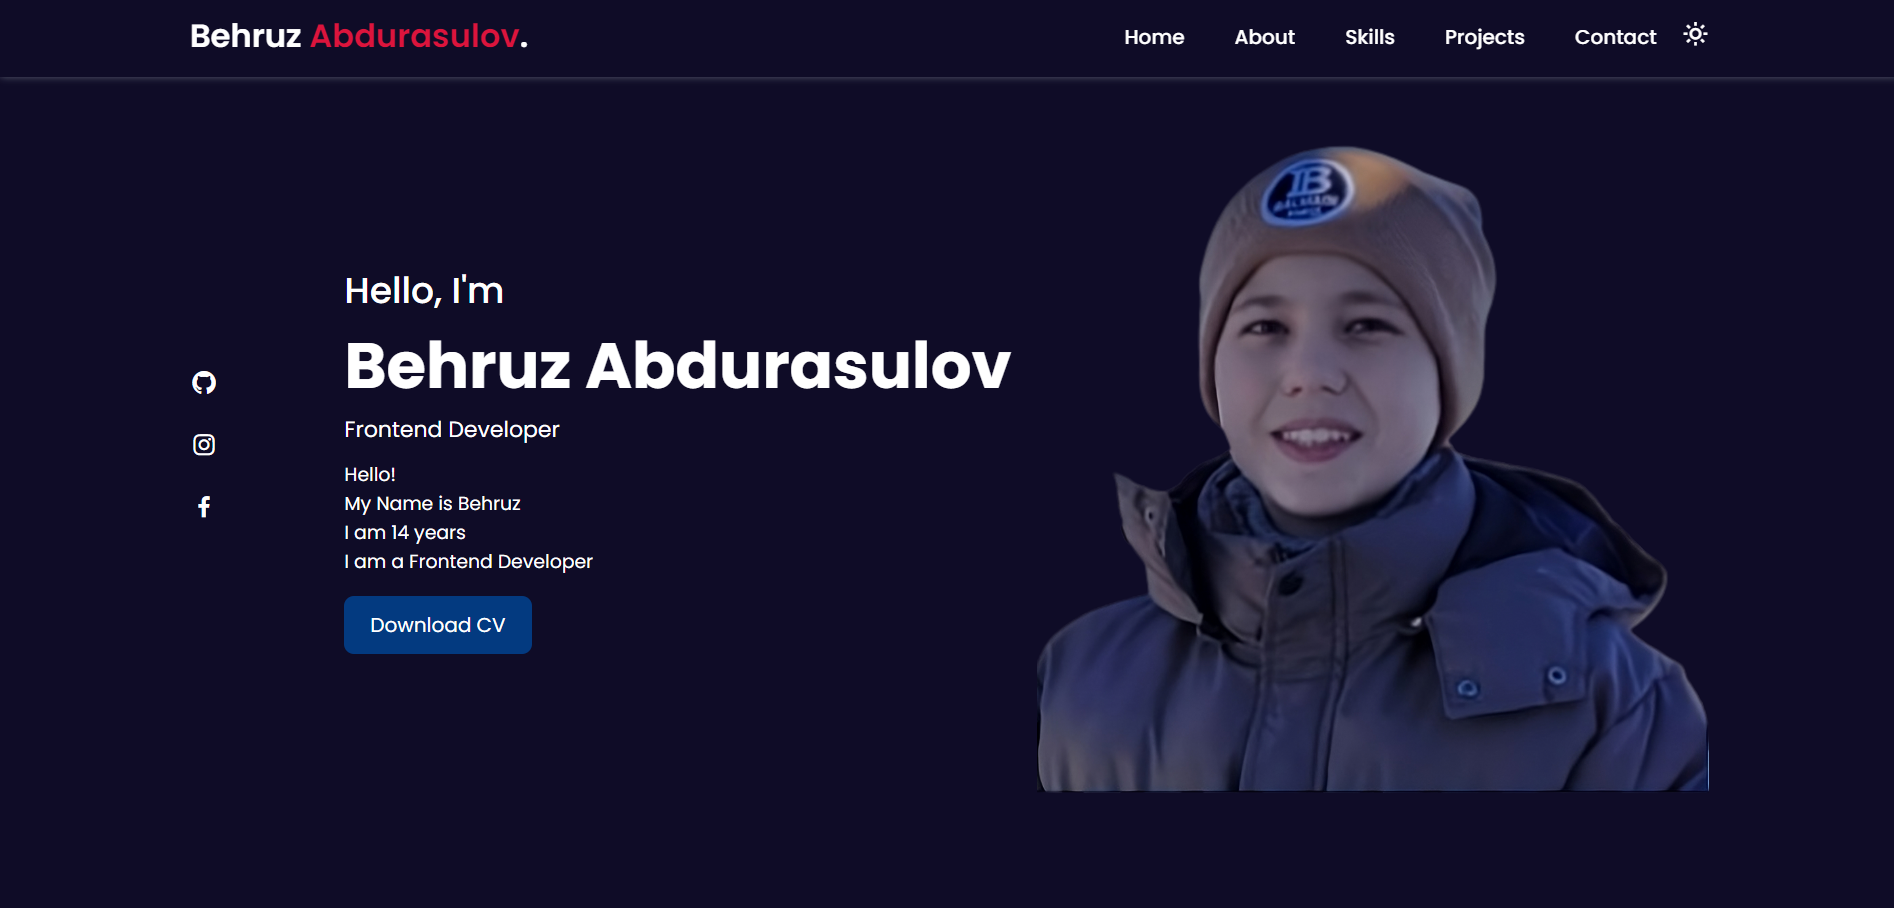 Behruz Abdurasulov.
Home About Skills Projects Contact
B
Hello, I'm
Behruz Abdurasulov
Frontend Developer
Hello!
My Name is Behruz
I am 14 years
I am a Frontend Developer
Download CV